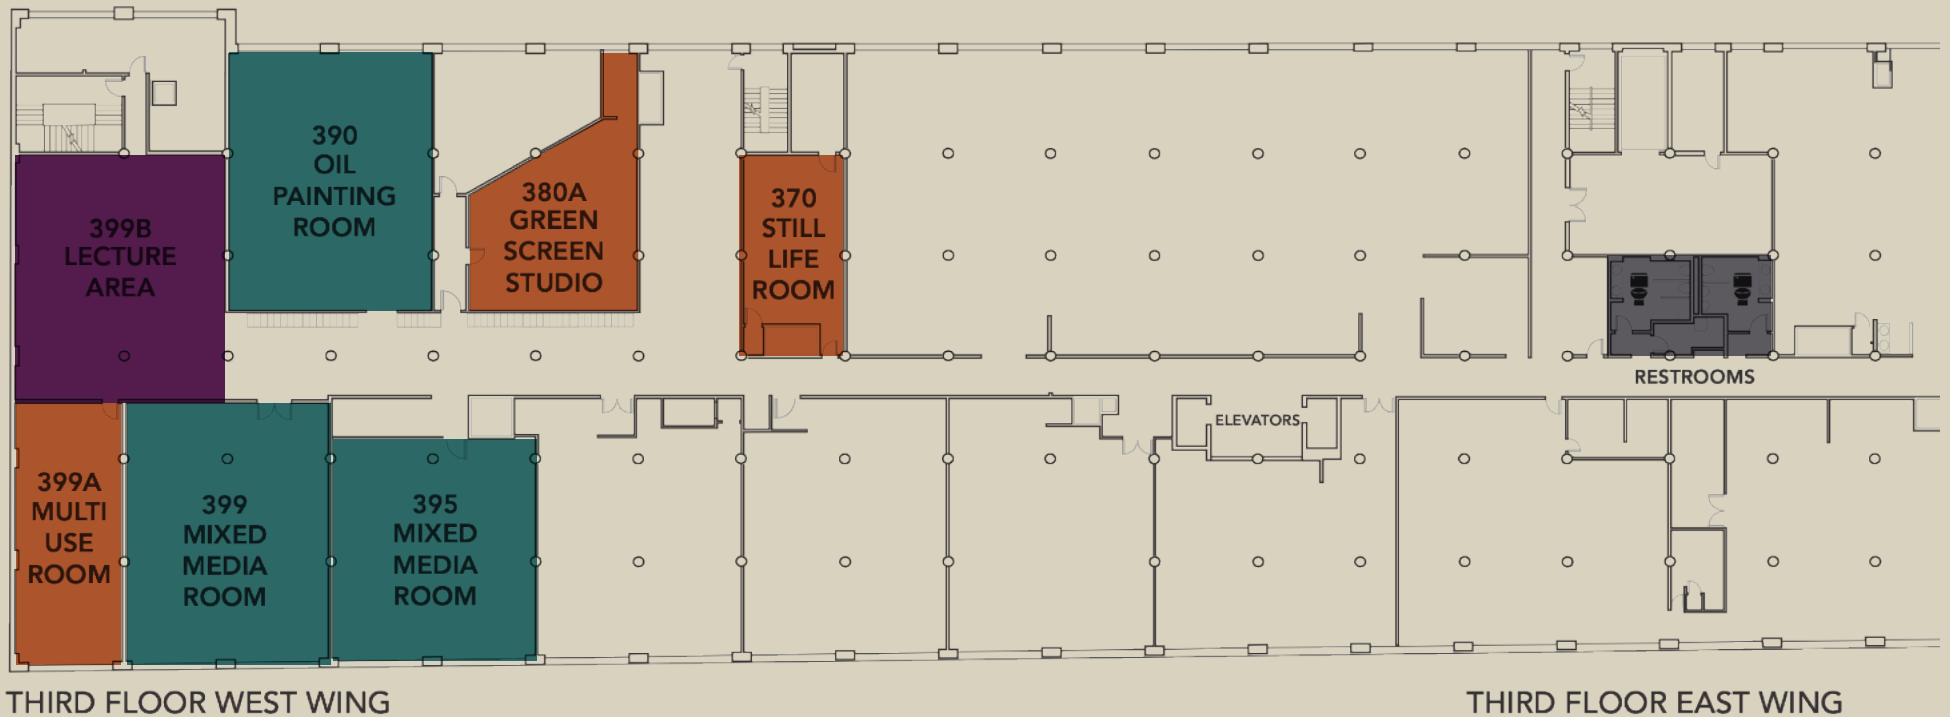 390
OIL
PAINTING
ROOM
380A
GREEN
SCREEN
STUDIO
370
STILL
LIFE
ROOM
399B
LECTURE
AREA
RESTROOMS
ELEVATORS
399A
MULTI
USE
ROOM
399
MIXED
MEDIA
ROOM
395
MIXED
MEDIA
ROOM
THIRD FLOOR WEST WING
THIRD FLOOR EAST WING